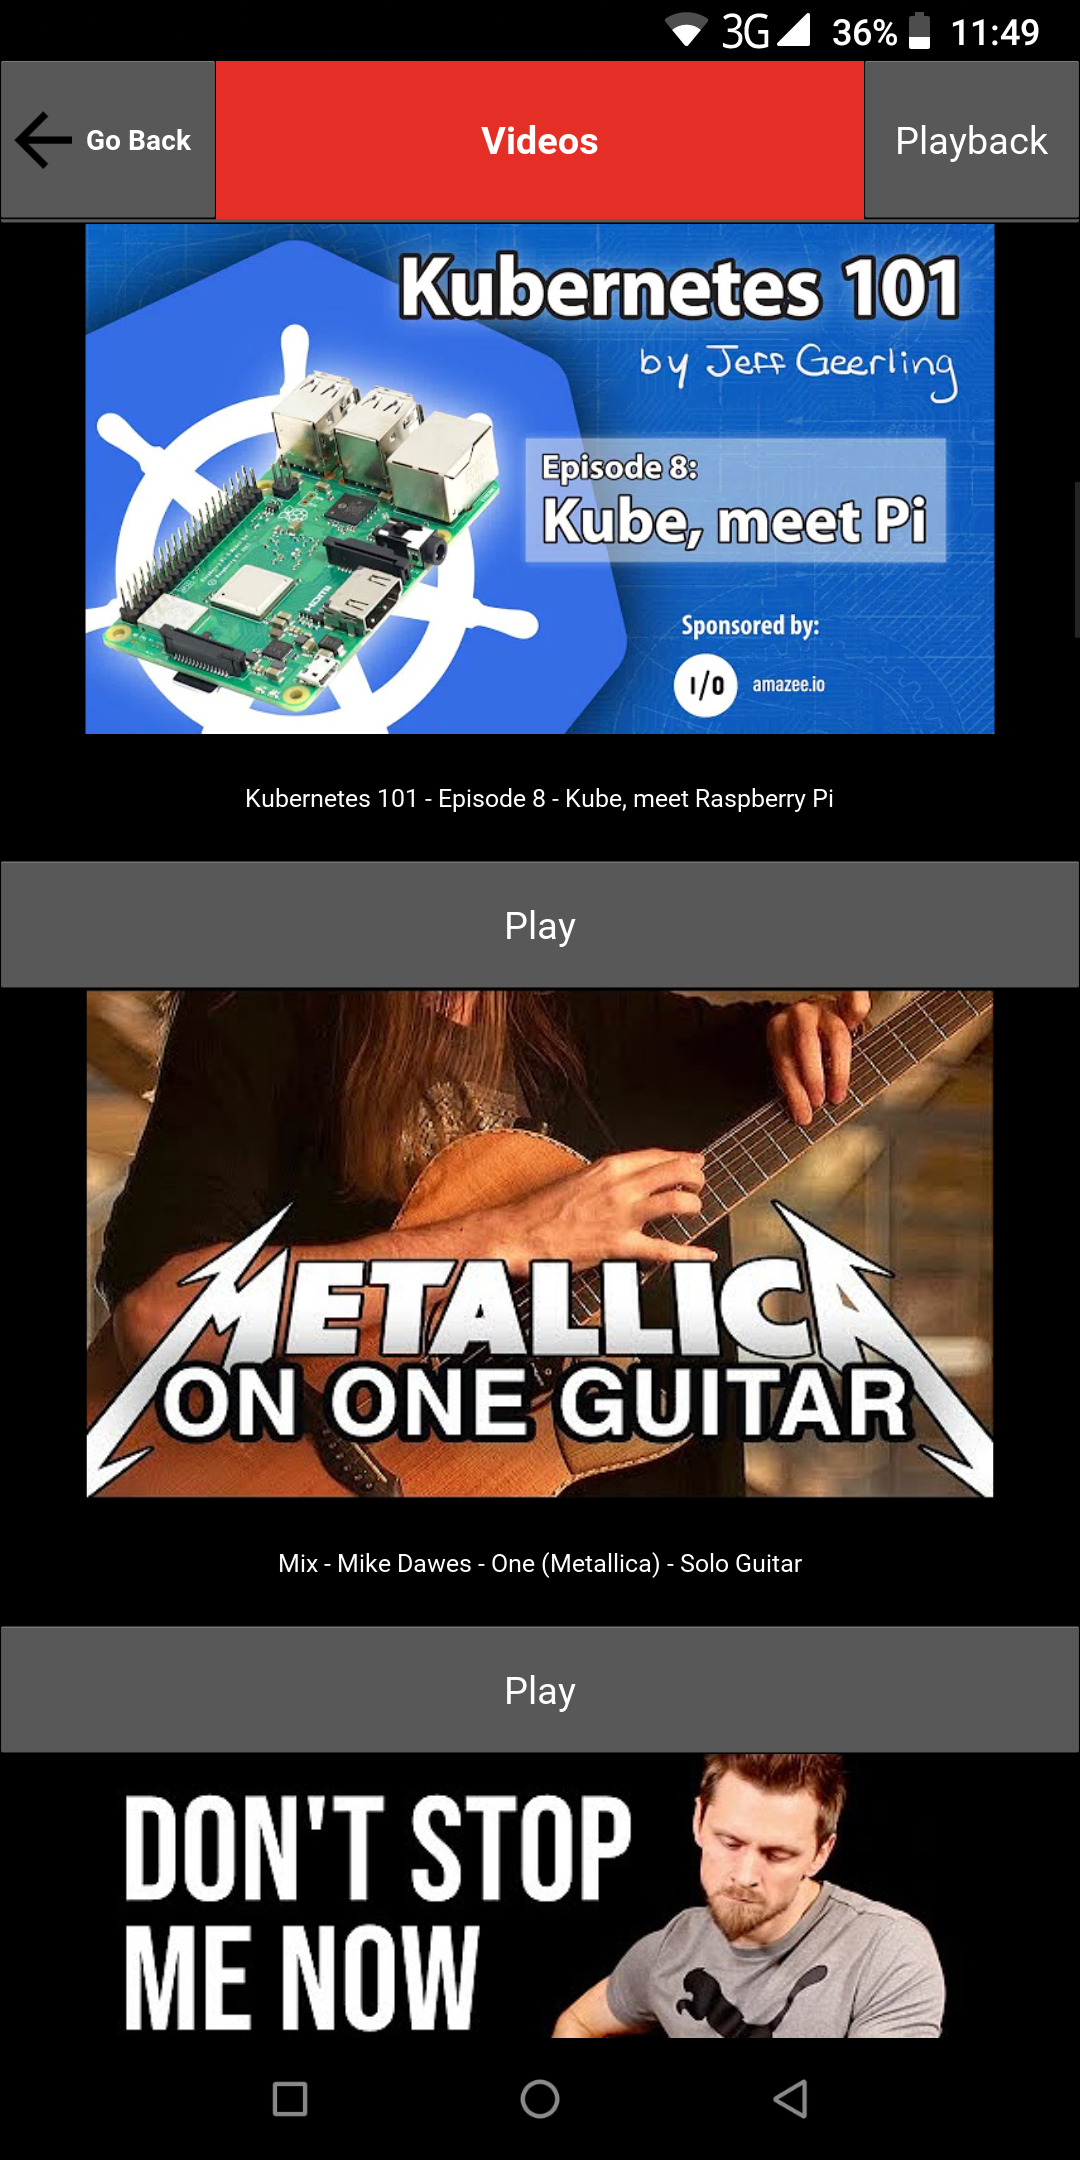 3G 36% 11:49
Go Back
Videos
Playback
Kubernetes 101
by Jeff Geerling
Episode 8:
Kube, meet Pi
Sponsored by:
I/O amazee.io
HDMI
Kubernetes 101 - Episode 8 - Kube, meet Raspberry Pi
Play
METALLICA
ON ONE GUITAR
Mix - Mike Dawes - One (Metallica) - Solo Guitar
Play
DON'T STOP
ME NOW